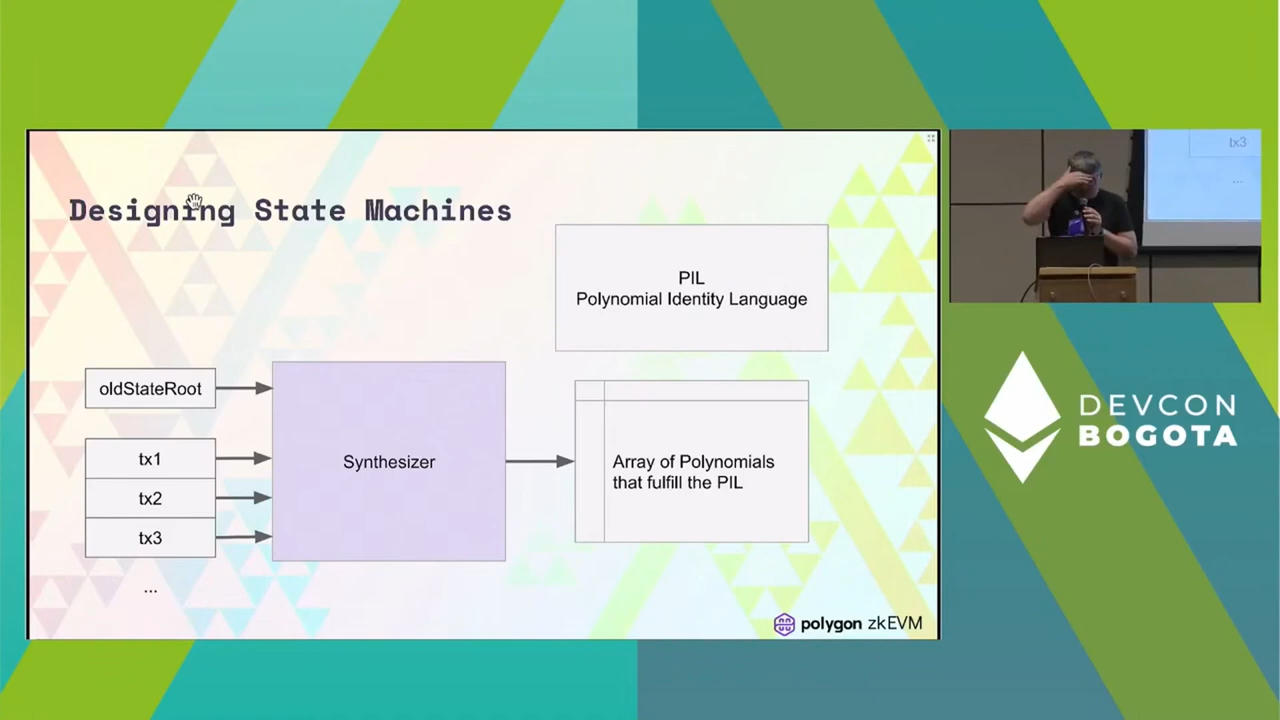 Designing State Machines
PIL
Polynomial Identity Language
oldStateRoot
tx1
tx2
tx3
...
Synthesizer
Array of Polynomials
that fulfill the PIL
polygon zkEVM
tx3
...
DEVCON
BOGOTA